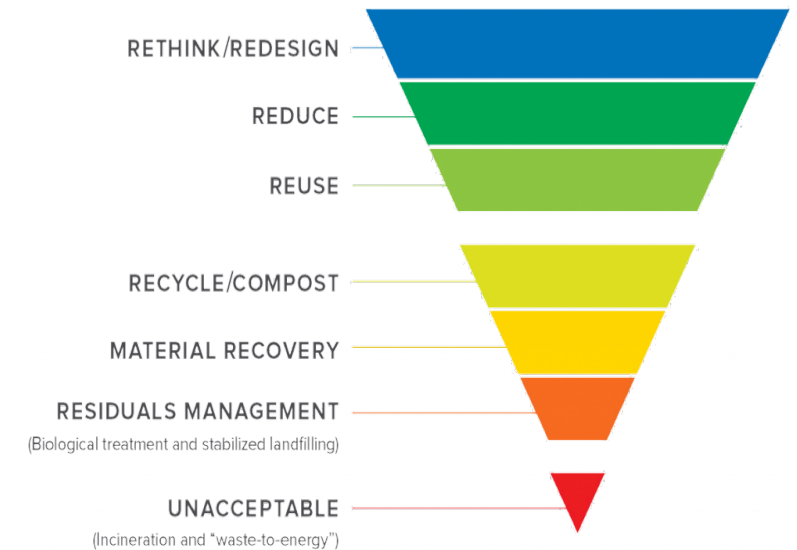 RETHINK/REDESIGN
REDUCE
REUSE
RECYCLE/COMPOST
MATERIAL RECOVERY
RESIDUALS MANAGEMENT
(Biological treatment and stabilized landfilling)
UNACCEPTABLE
(Incineration and “waste-to-energy”)